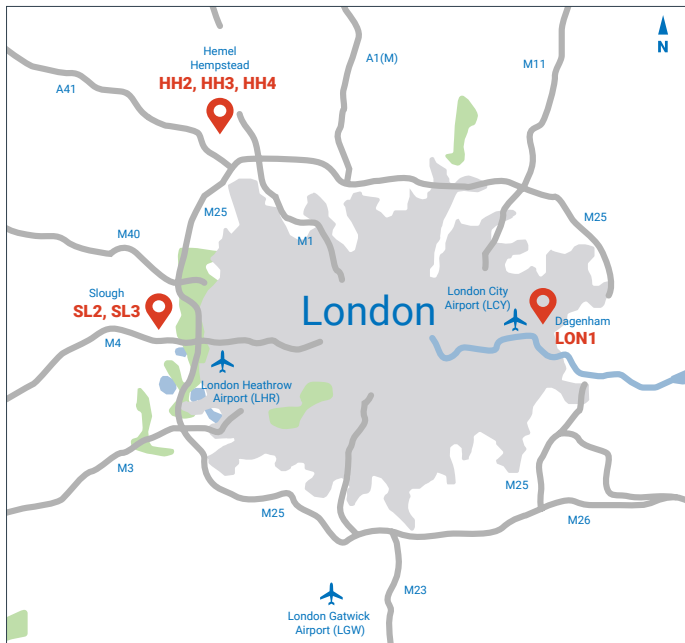 N
Hemel
Hempstead
HH2, HH3, HH4
A1(M)
M11
A41
M25
M25
M40
M1
Slough
SL2, SL3
London
London City
Airport (LCY)
Dagenham
LON1
M4
London Heathrow
Airport (LHR)
M3
M25
M25
M26
M23
London Gatwick
Airport (LGW)